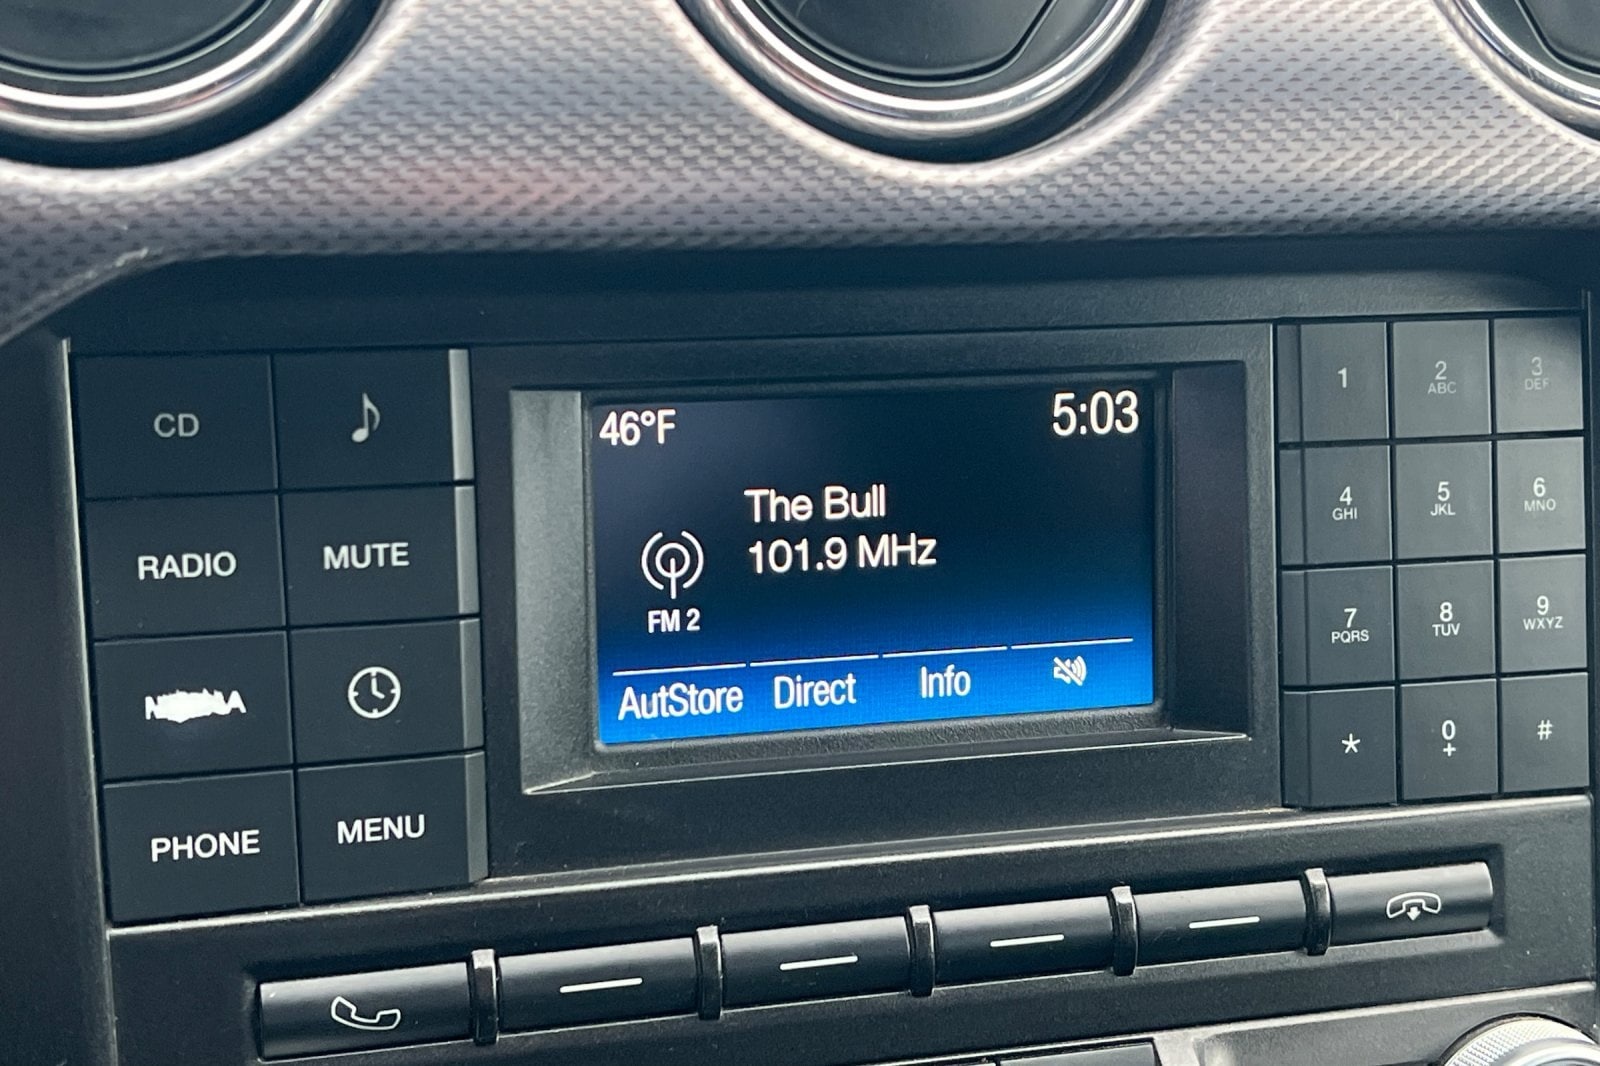 46°F
5:03
The Bull
101.9 MHz
FM 2
AutStore Direct Info
CD
RADIO MUTE
PHONE MENU
1 2 ABC 3 DEF
4 GHI 5 JKL 6 MNO
7 PQRS 8 TUV 9 WXYZ
* 0 + #